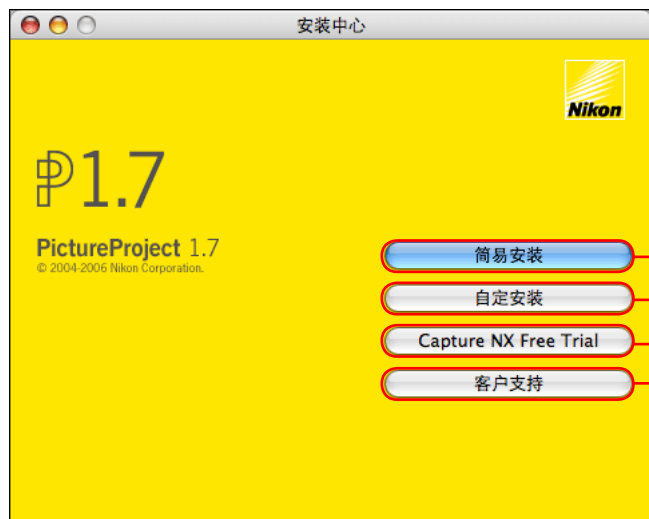 安装中心
Nikon
P1.7
PictureProject 1.7
© 2004-2006 Nikon Corporation.
简易安装
自定安装
Capture NX Free Trial
客户支持